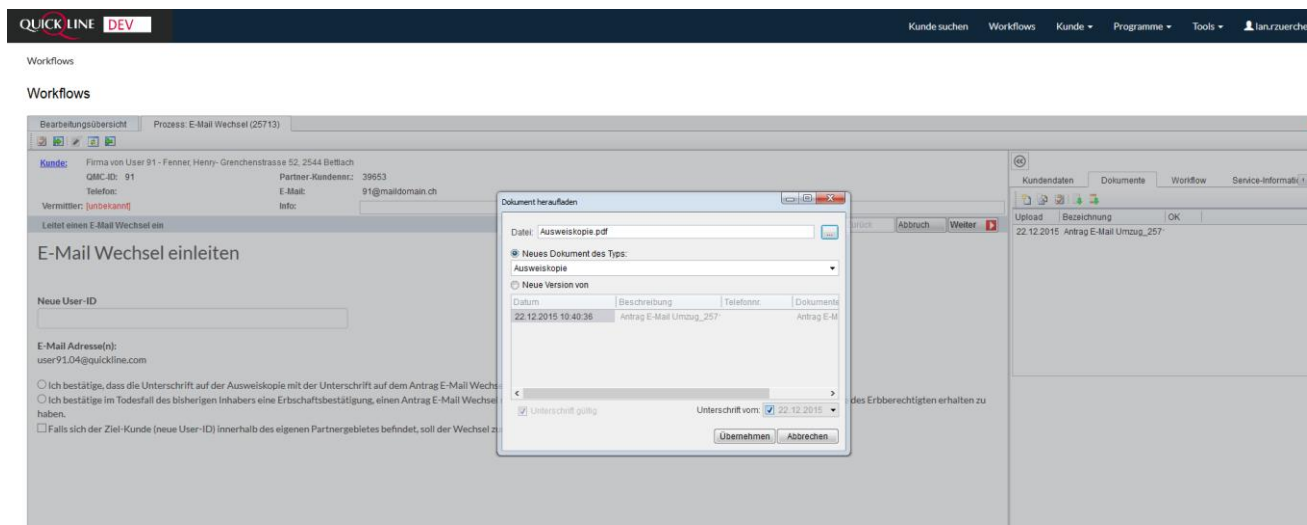 QUICKLINE DEV
Kunde suchen Workflows Kunde Programme Tools lan.rzuerche
Workflows
Workflows
Bearbeitungsübersicht Prozess: E-Mail Wechsel (25713)
Kunde: Firma von User 91 - Fenner, Henry- Grenchenstrasse 52, 2544 Bettlach
QMC-ID: 91 Partner-Kundennr.: 39653
Telefon: E-Mail: 91@maildomain.ch
Vermittler: [unbekannt] Info:
Leitet einen E-Mail Wechsel ein Abbruch Weiter
E-Mail Wechsel einleiten
Neue User-ID
E-Mail Adresse(n):
user91.04@quickline.com
Ich bestätige, dass die Unterschrift auf der Ausweiskopie mit der Unterschrift auf dem Antrag E-Mail Wechse
Ich bestätige im Todesfall des bisherigen Inhabers eine Erbschaftsbestätigung, einen Antrag E-Mail Wechsel des Erbberechtigten erhalten zu
haben.
Falls sich der Ziel-Kunde (neue User-ID) innerhalb des eigenen Partnergebietes befindet, soll der Wechsel
Dokument heraufladen
Datei: Ausweiskopie.pdf ...
Neues Dokument des Typs:
Ausweiskopie
Neue Version von
Datum Beschreibung Telefonnr. Dokumente
22.12.2015 10:40:36 Antrag E-Mail Umzug_257 Antrag E-M
Unterschrift gültig Unterschrift vom: 22.12.2015
Übernehmen Abbrechen
Kundendaten Dokumente Workflow Service-Informati
Upload Bezeichnung OK
22.12.2015 Antrag E-Mail Umzug_257